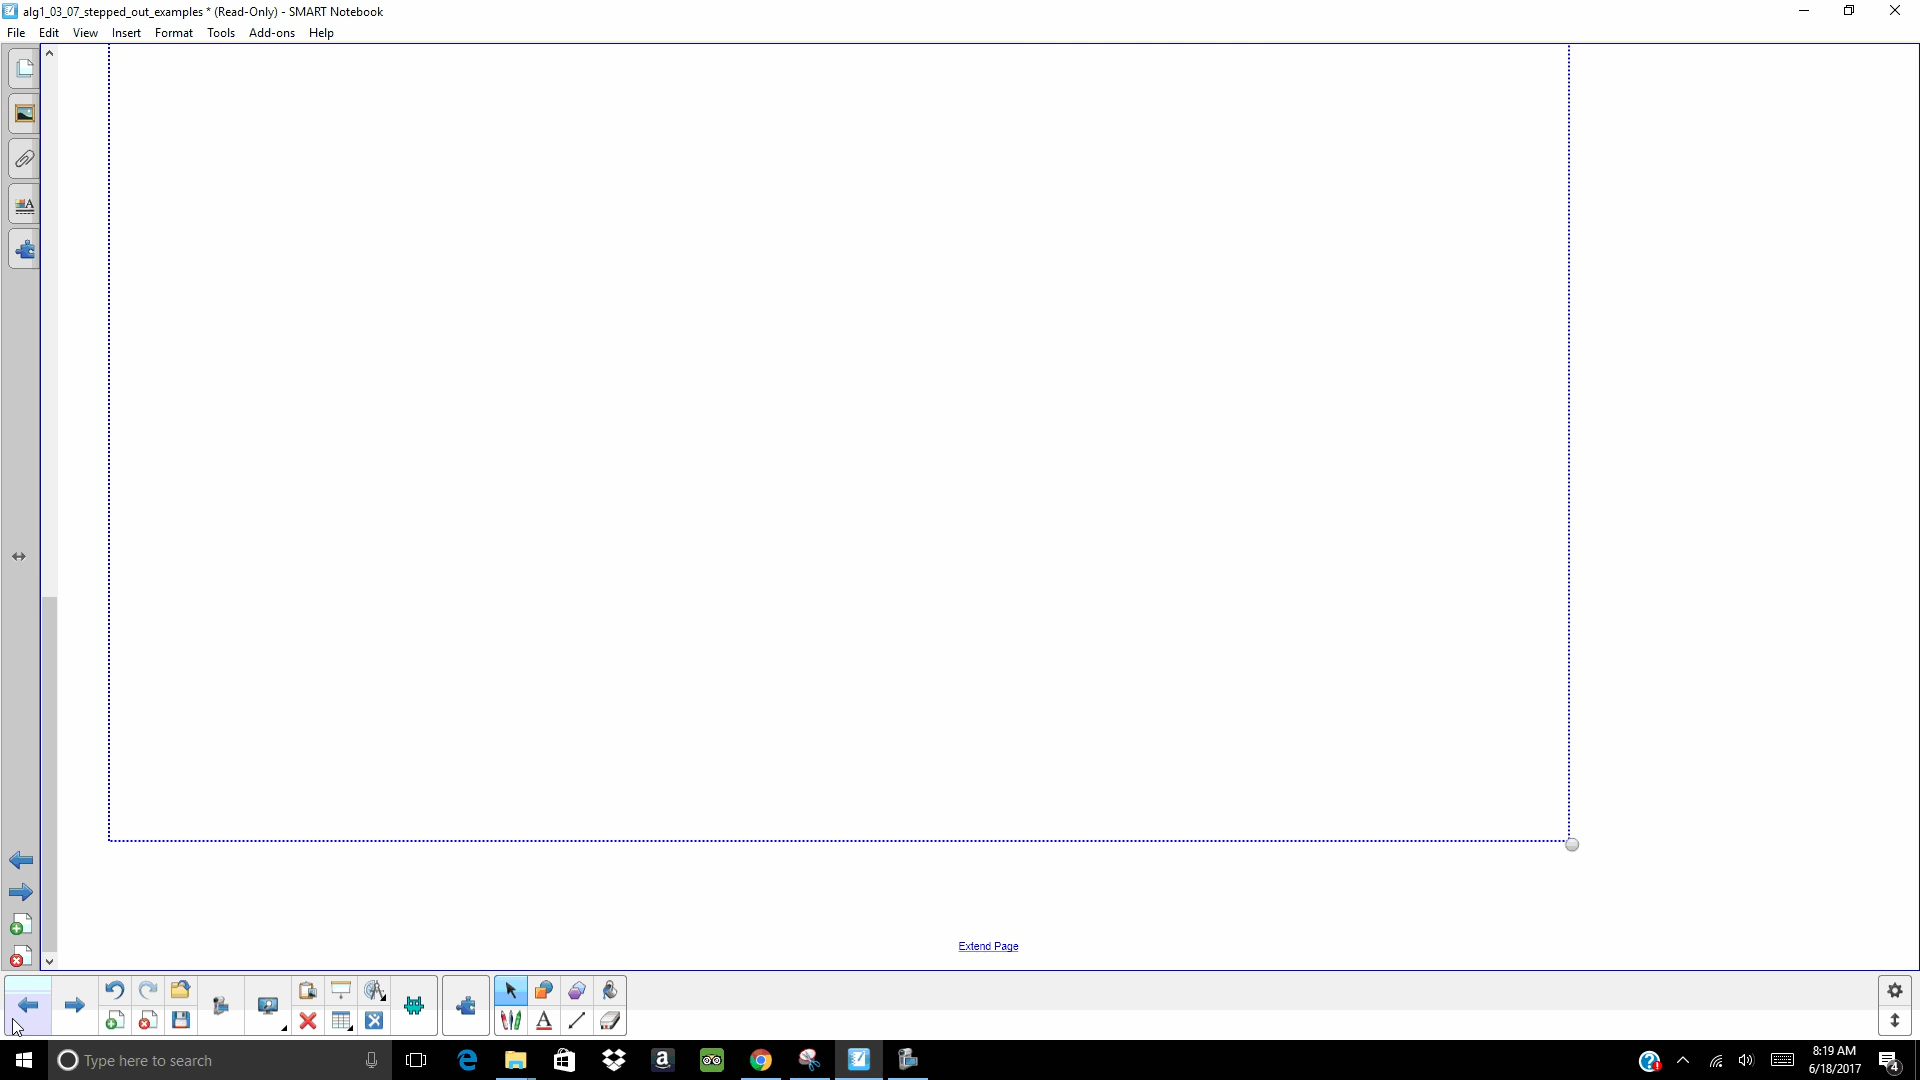 alg1_03_07_stepped_out_examples * (Read-Only) - SMART Notebook
File Edit View Insert Format Tools Add-ons Help
Extend Page
Type here to search
8:19 AM
6/18/2017
4